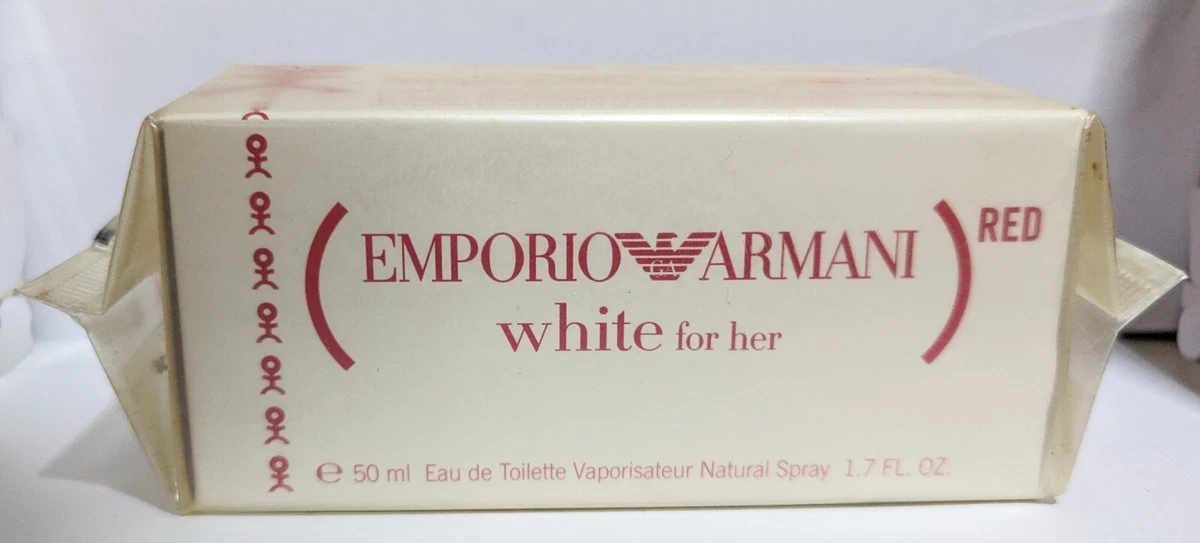 EMPORIO ARMANI
RED
white for her
℮ 50 ml Eau de Toilette Vaporisateur Natural Spray 1.7 FL. OZ.